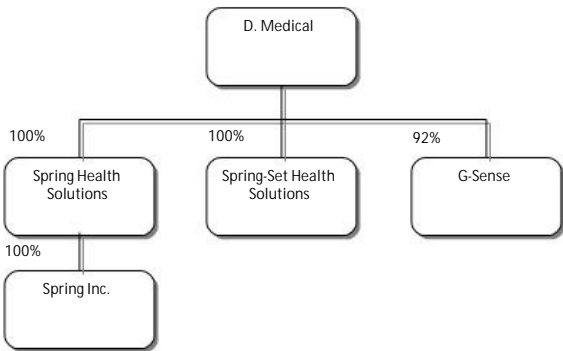 D. Medical
100%
100%
92%
Spring Health
Solutions
Spring-Set Health
Solutions
G-Sense
100%
Spring Inc.